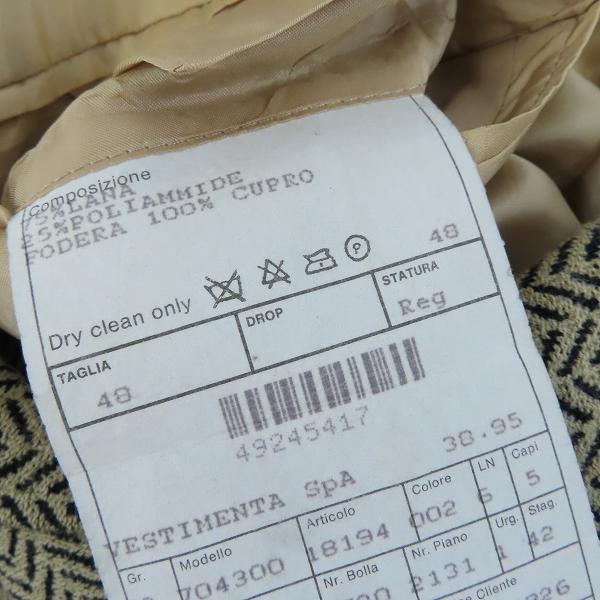 Composizione
75%LANA
25%POLIAMMIDE
FODERA 100% CUPRO
48
Dry clean only
P
TAGLIA DROP STATURA
48 Reg
49245417
38.95
VESTIMENTA SpA
Gr. Modello Articolo Colore LN Capi
704300 18194 002 6 5
Nr. Bolla Nr. Piano Urg. Stag.
2131 1 42
Cliente